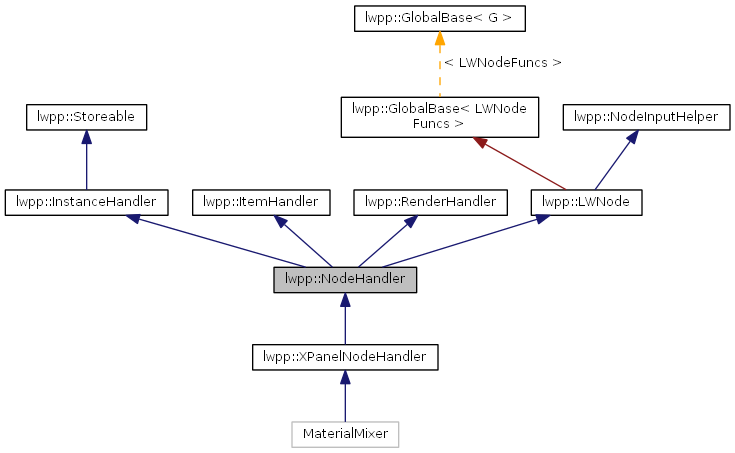 lwpp::GlobalBase< G >
< LWNodeFuncs >
lwpp::Storeable
lwpp::GlobalBase< LWNode
Funcs >
lwpp::NodeInputHelper
lwpp::InstanceHandler
lwpp::ItemHandler
lwpp::RenderHandler
lwpp::LWNode
lwpp::NodeHandler
lwpp::XPanelNodeHandler
MaterialMixer